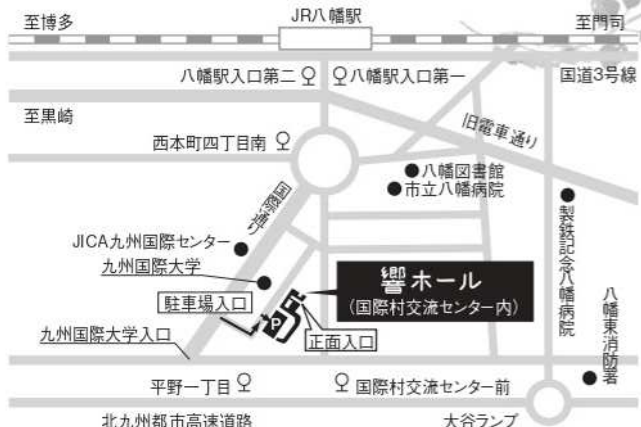 JR八幡駅
至博多
至門司
八幡駅入口第二
八幡駅入口第一
国道3号線
至黒崎
旧電車通り
西本町四丁目南
八幡図書館
市立八幡病院
国際通り
製鉄記念八幡病院
JICA九州国際センター
九州国際大学
響ホール
(国際村交流センター内)
駐車場入口
P
正面入口
九州国際大学入口
八幡東消防署
平野一丁目
国際村交流センター前
北九州都市高速道路
大谷ランプ